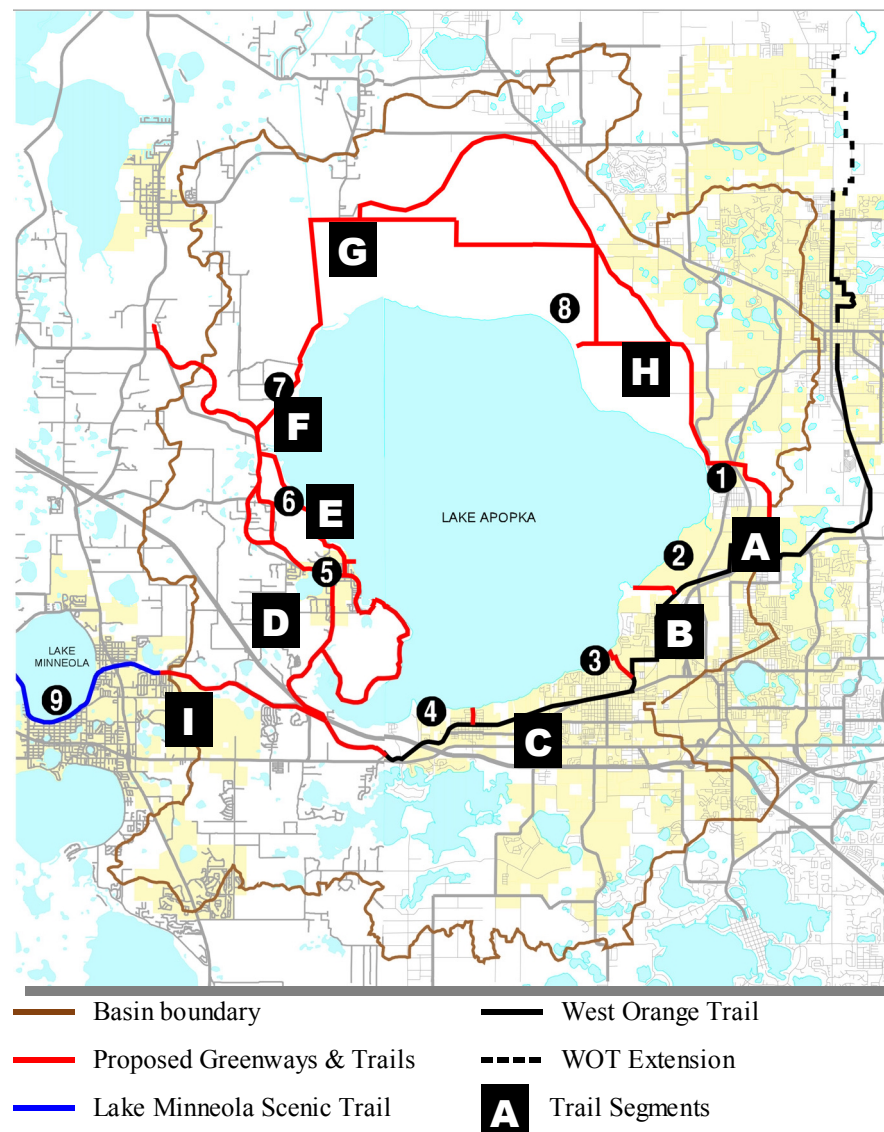 G
8
H
7
F
1
6
E
LAKE APOPKA
A
2
5
D
B
LAKE
MINNEOLA
3
9
4
I
C
Basin boundary
West Orange Trail
Proposed Greenways & Trails
WOT Extension
Lake Minneola Scenic Trail
A
Trail Segments